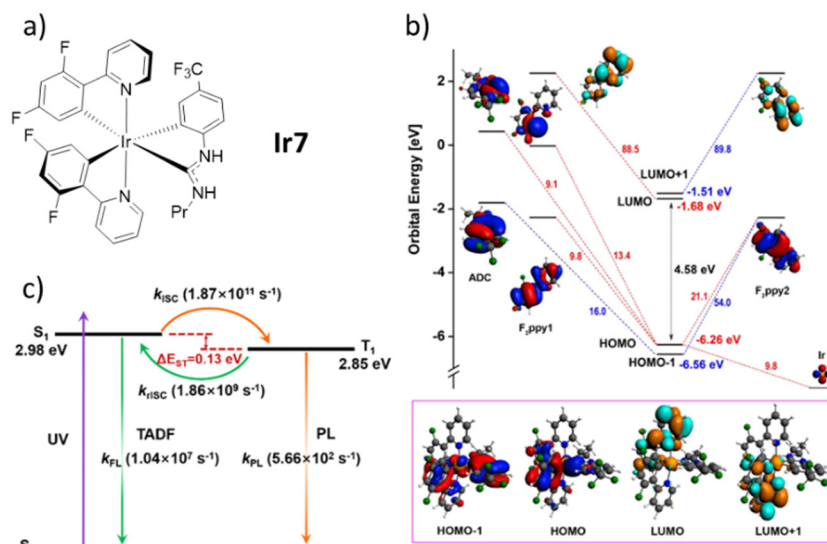 a)
F
F
N
Ir
F
F
N
F₃C
NH
NH
Pr
Ir7
b)
Orbital Energy [eV]
2
0
-2
-4
-6
88.5
89.8
LUMO+1
-1.51 eV
LUMO
-1.68 eV
9.1
13.4
9.8
16.0
4.58 eV
21.1
54.0
ADC
F₂ppy1
F₂ppy2
HOMO
-6.26 eV
HOMO-1
-6.56 eV
9.8
Ir
HOMO-1
HOMO
LUMO
LUMO+1
c)
kISC (1.87×10¹¹ s⁻¹)
S₁
2.98 eV
ΔEST=0.13 eV
T₁
2.85 eV
krISC
(1.86×10⁹ s⁻¹)
UV
TADF
kFL (1.04×10⁷ s⁻¹)
PL
kPL (5.66×10² s⁻¹)